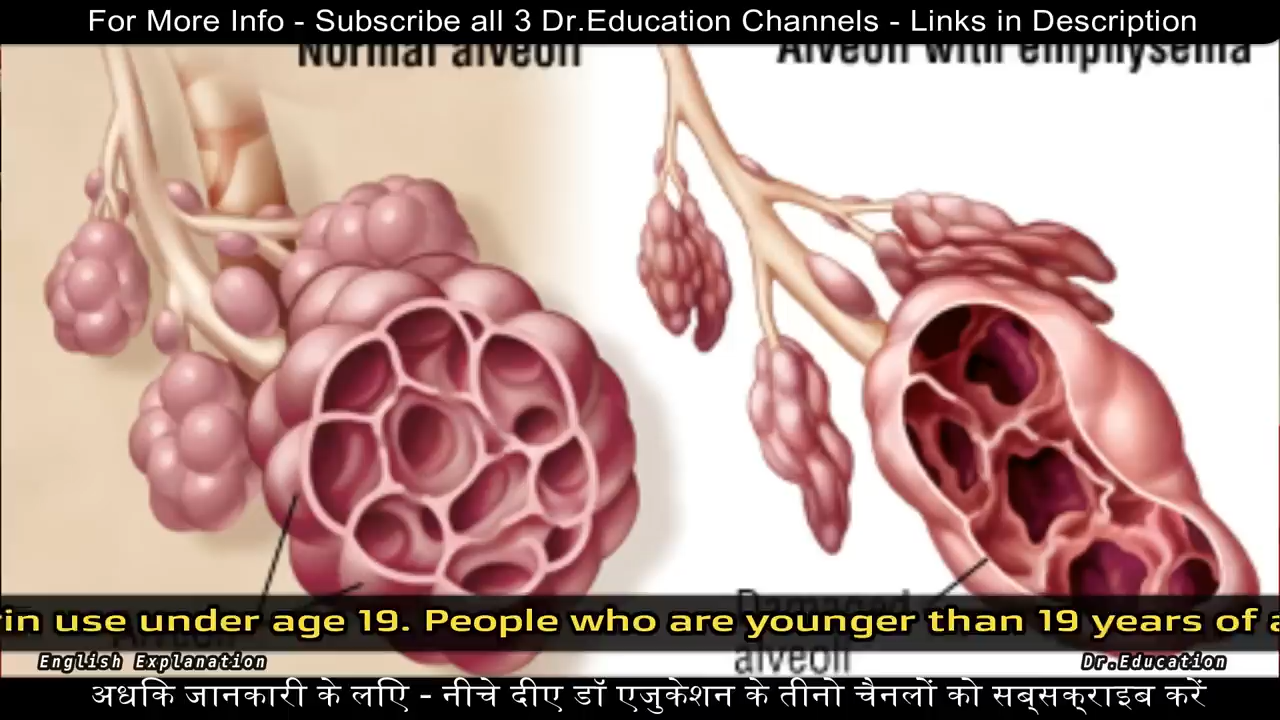 For More Info - Subscribe all 3 Dr.Education Channels - Links in Description
Normal alveoli
Alveoli with emphysema
Damaged
alveoli
in use under age 19. People who are younger than 19 years of a
English Explanation
Dr.Education
अधिक जानकारी के लिए - नीचे दीए डॉ एजुकेशन के तीनो चैनलों को सब्सक्राइब करें